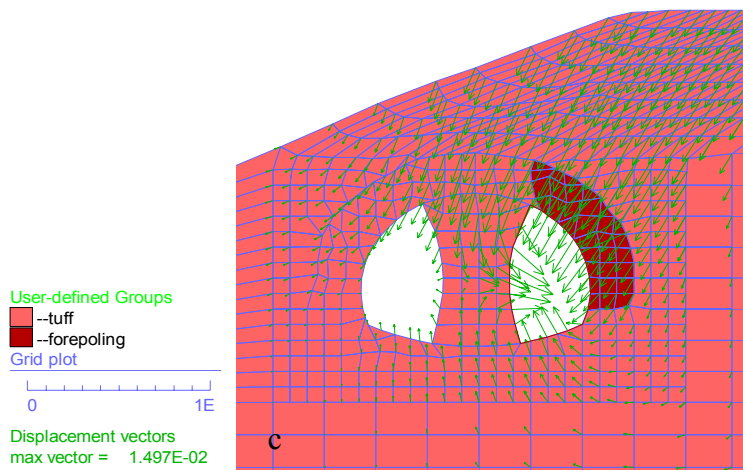 User-defined Groups
--tuff
--forepoling
Grid plot
0 1E
Displacement vectors
max vector = 1.497E-02
c